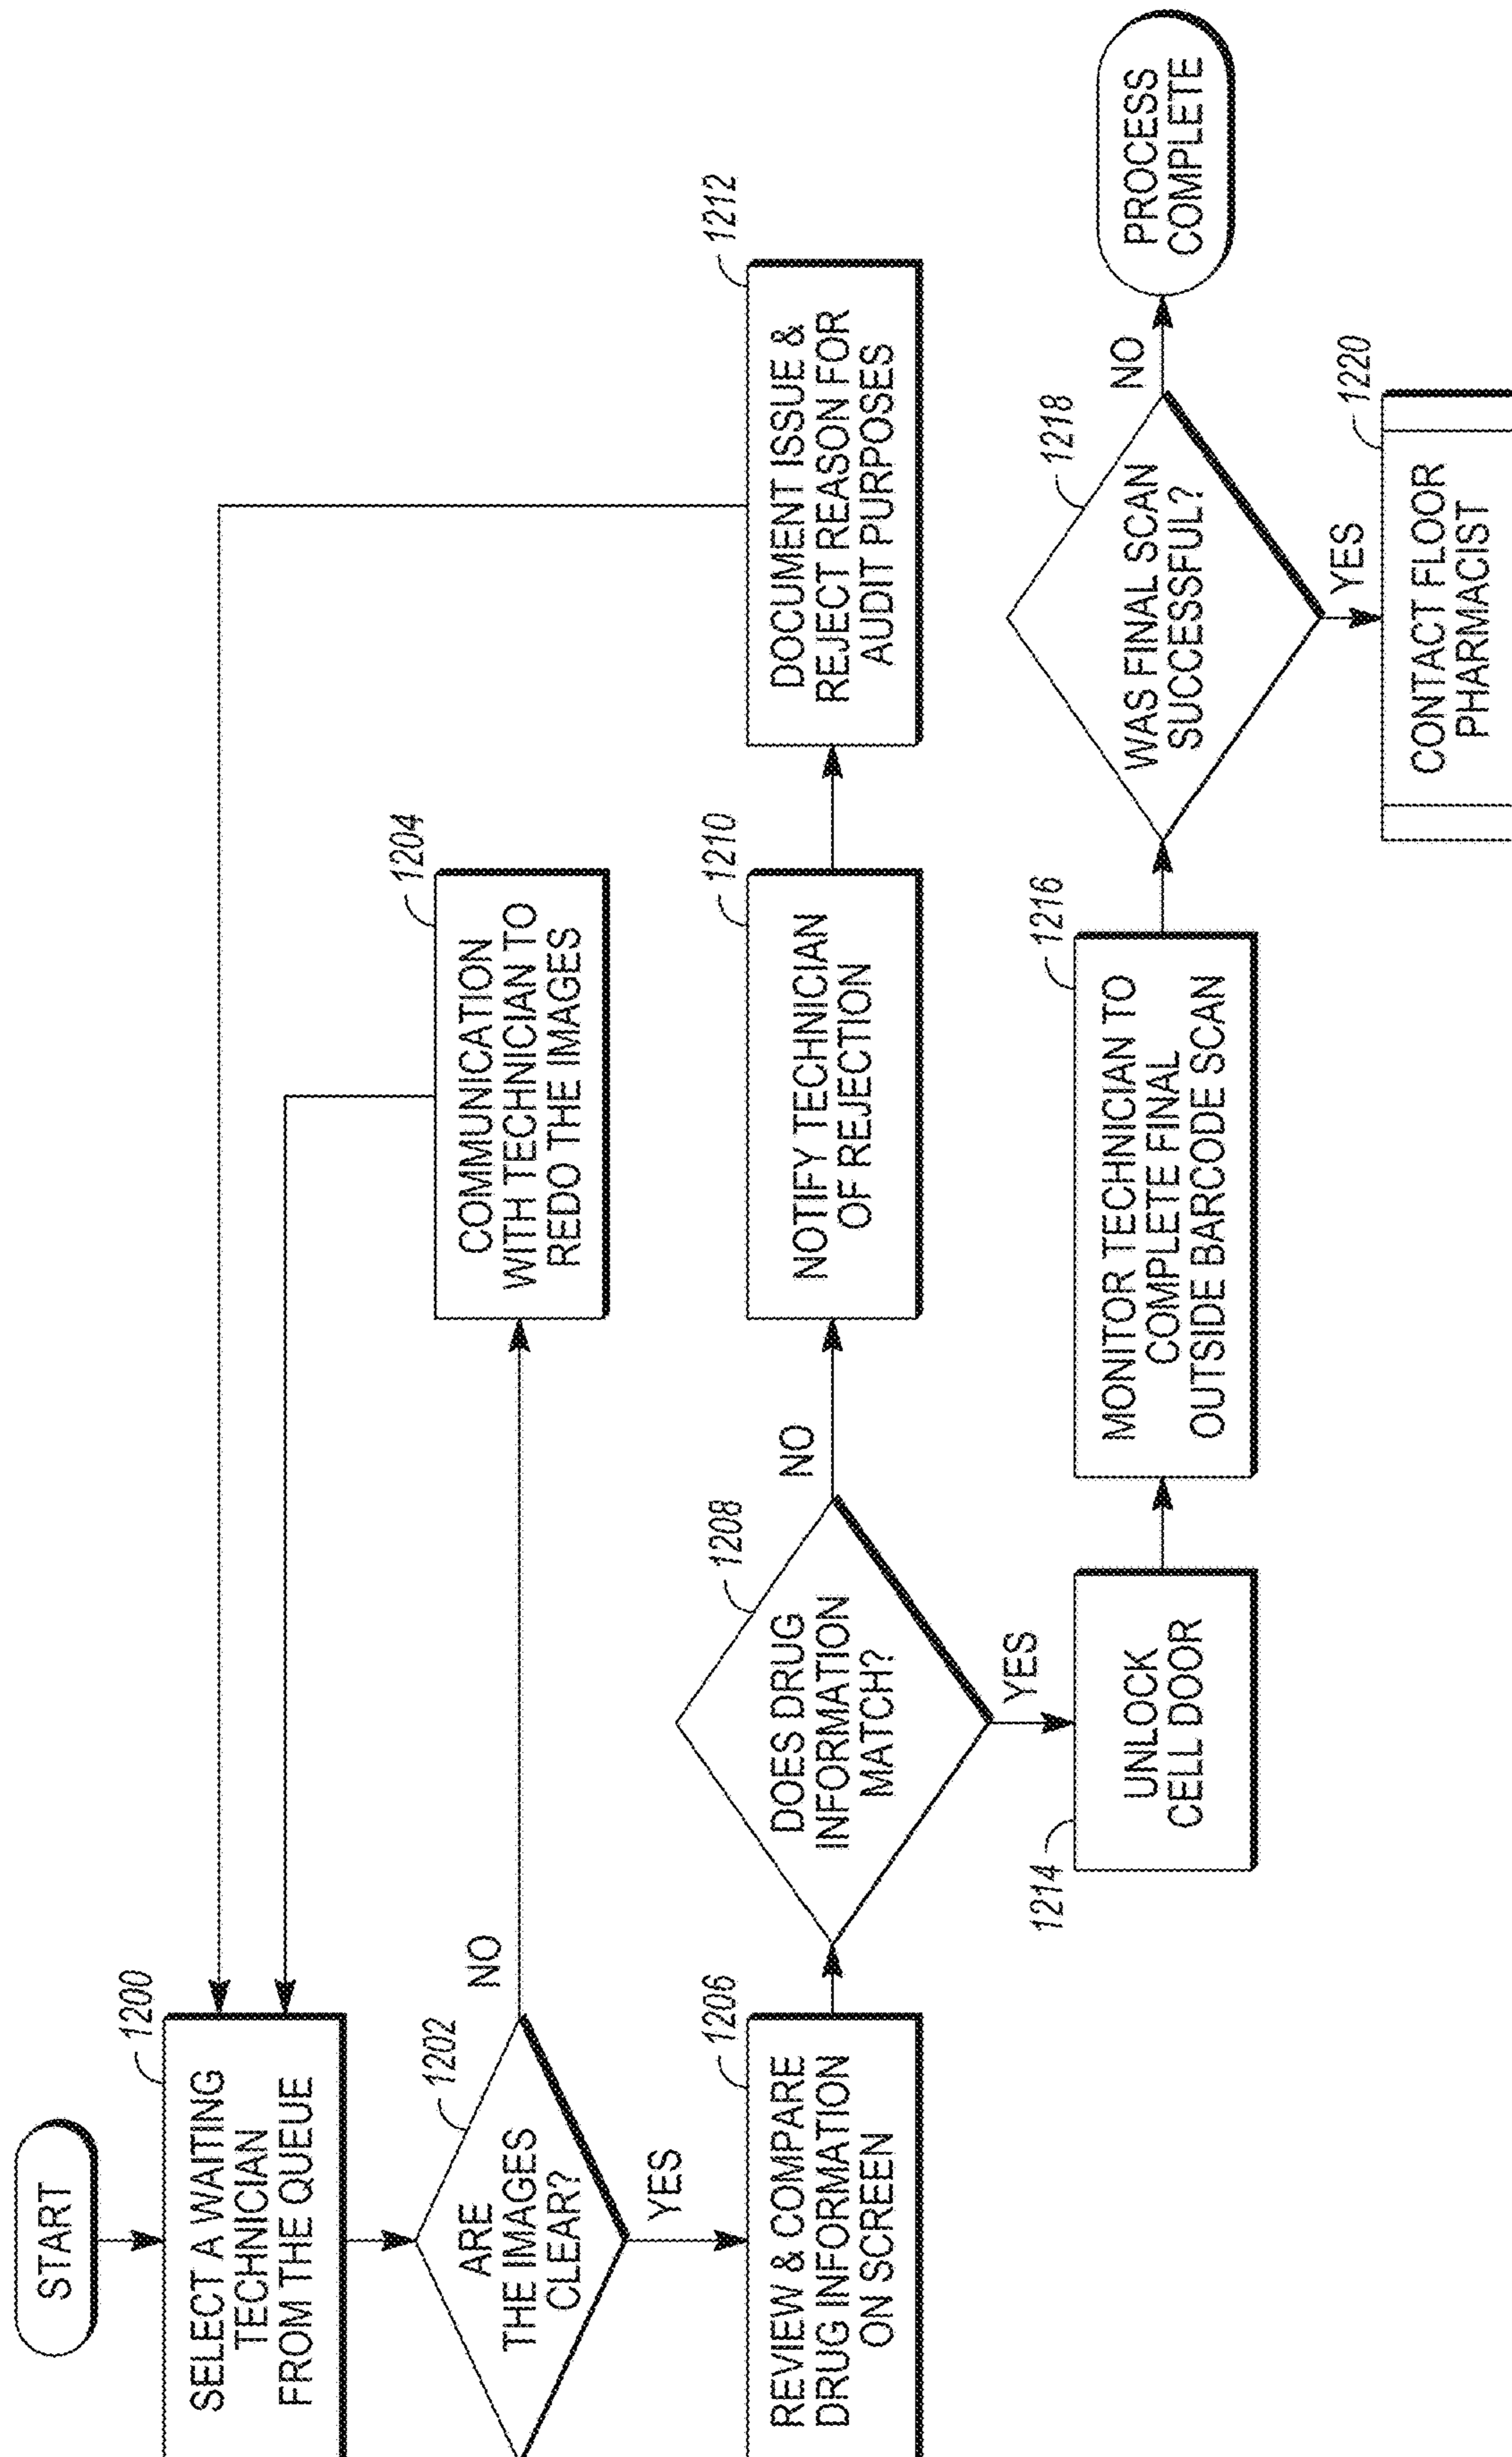 START
1200
SELECT A WAITING
TECHNICIAN
FROM THE QUEUE
1202
ARE
THE IMAGES
CLEAR?
NO
YES
1204
COMMUNICATION
WITH TECHNICIAN TO
REDO THE IMAGES
1206
REVIEW & COMPARE
DRUG INFORMATION
ON SCREEN
1208
DOES DRUG
INFORMATION
MATCH?
NO
YES
1210
NOTIFY TECHNICIAN
OF REJECTION
1212
DOCUMENT ISSUE &
REJECT REASON FOR
AUDIT PURPOSES
1214
UNLOCK
CELL DOOR
1216
MONITOR TECHNICIAN TO
COMPLETE FINAL
OUTSIDE BARCODE SCAN
1218
WAS FINAL SCAN
SUCCESSFUL?
NO
YES
PROCESS
COMPLETE
1220
CONTACT FLOOR
PHARMACIST